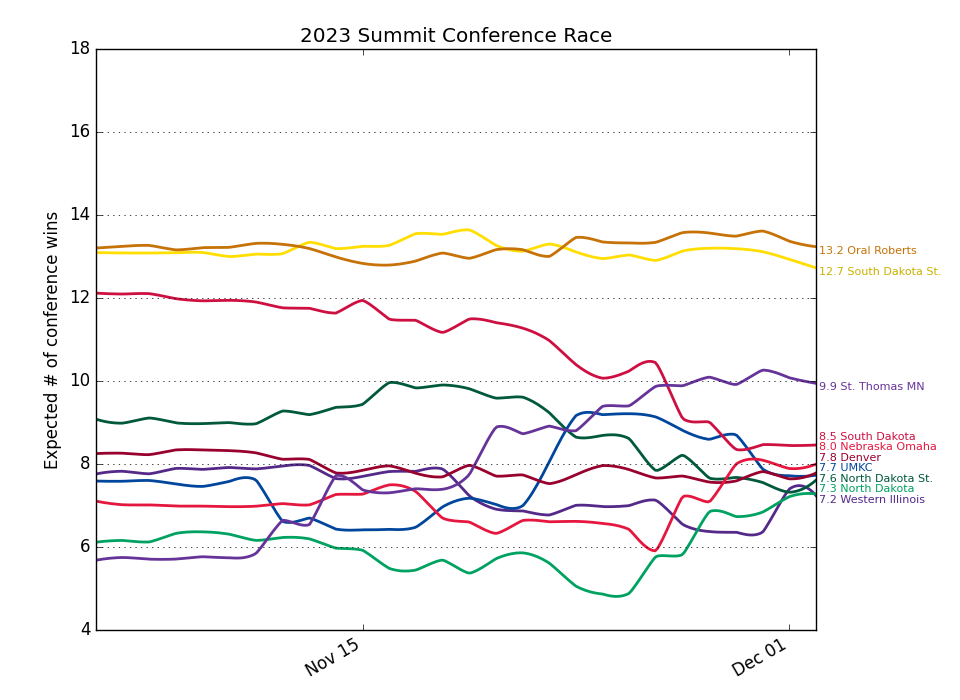 2023 Summit Conference Race
Expected # of conference wins
18
16
14
12
10
8
6
4
13.2 Oral Roberts
12.7 South Dakota St.
9.9 St. Thomas MN
8.5 South Dakota
8.0 Nebraska Omaha
7.8 Denver
7.7 UMKC
7.6 North Dakota St.
7.3 North Dakota
7.2 Western Illinois
Nov 15
Dec 01